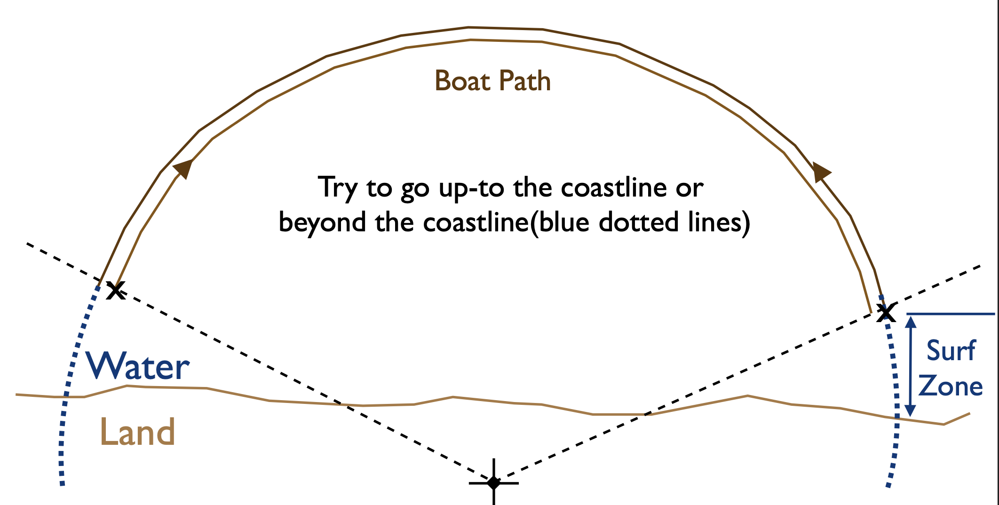 Boat Path
Try to go up-to the coastline or
beyond the coastline(blue dotted lines)
x
x
Water
Surf
Zone
Land